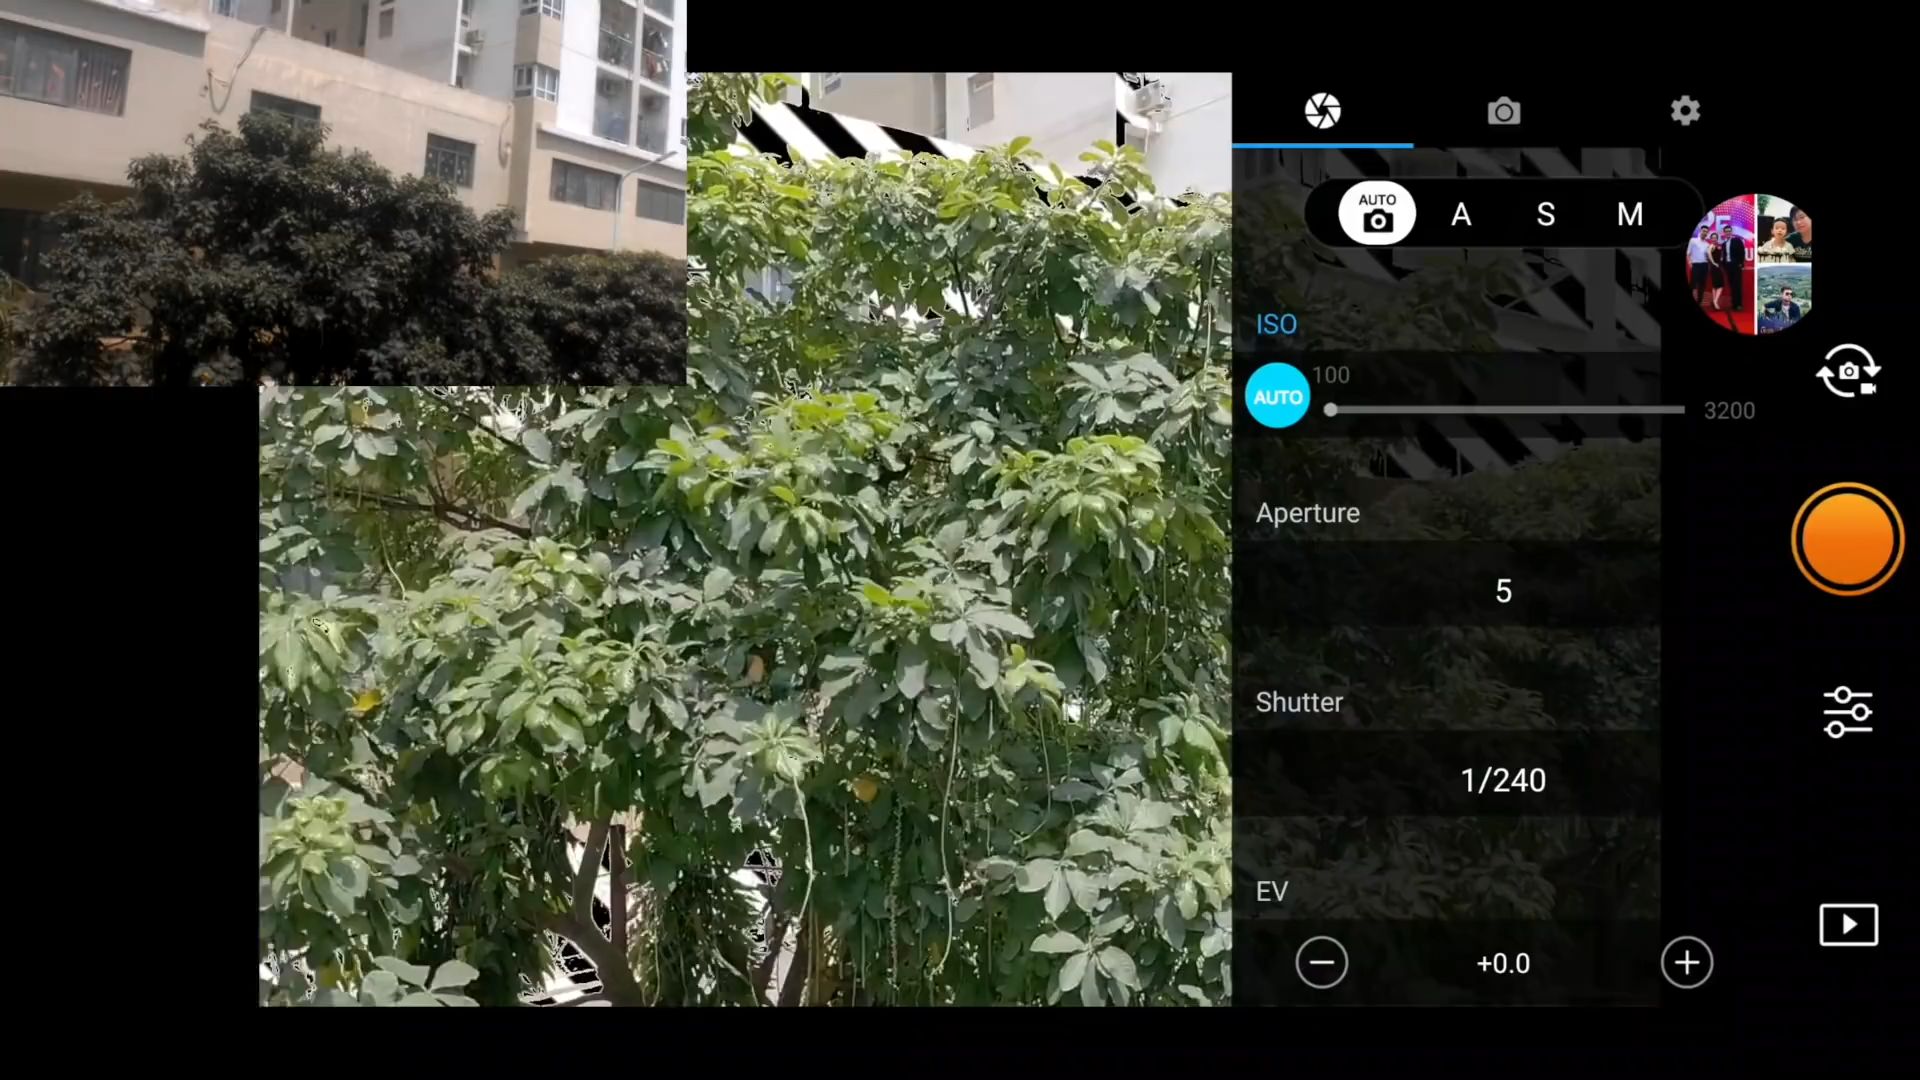 AUTO A S M
ISO
AUTO 100
3200
Aperture
5
Shutter
1/240
EV
+0.0